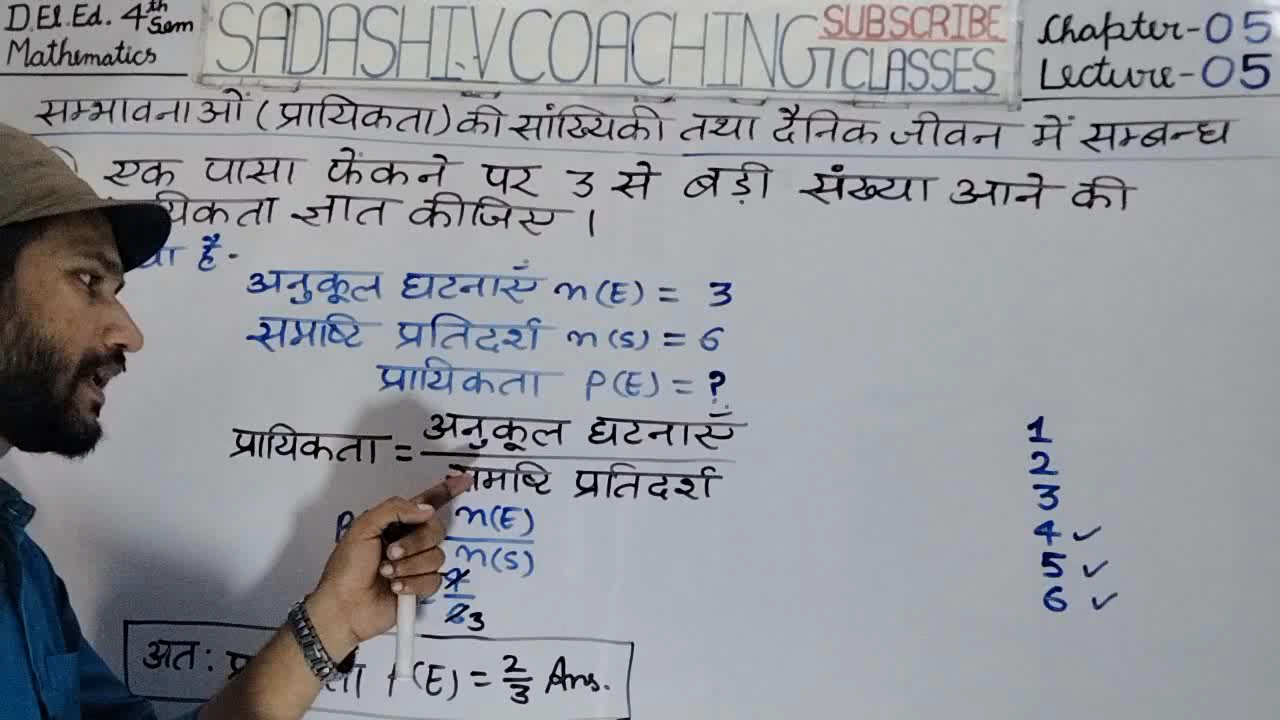 D.El.Ed. 4th Sem
Mathematics
SADASHIV COACHING CLASSES
SUBSCRIBE
Chapter-05
Lecture-05
सम्भावनाओं (प्रायिकता) की सांख्यिकी तथा दैनिक जीवन में सम्बन्ध
एक पासा फेंकने पर 3 से बड़ी संख्या आने की
ज्ञात कीजिए।
है-
अनुकूल घटनाएँ n(E) = 3
समष्टि प्रतिदर्श n(S) = 6
प्रायिकता P(E) = ?
प्रायिकता = अनुकूल घटनाएँ
समष्टि प्रतिदर्श
n(E)
n(S)
3
अत: (E) = 2/3 Ans.
1
2
3
4 ✓
5 ✓
6 ✓